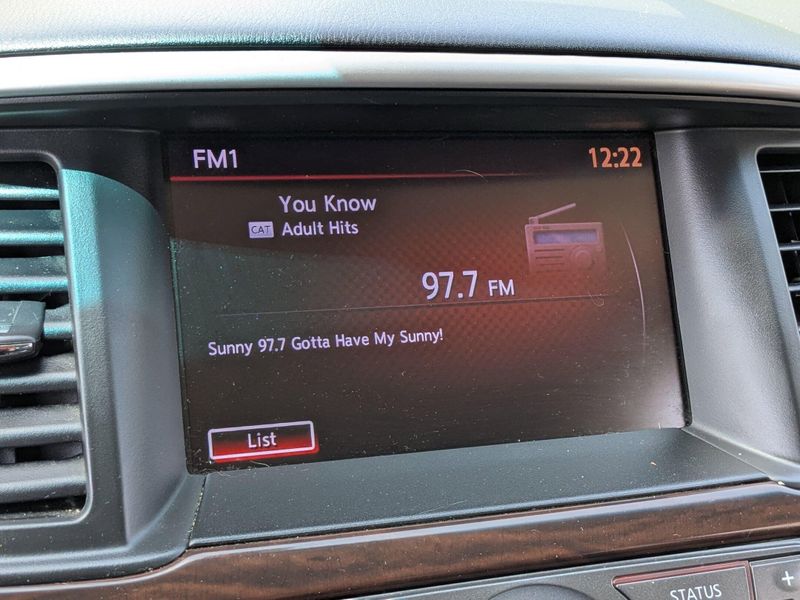 FM1 12:22
You Know
CAT Adult Hits
97.7 FM
Sunny 97.7 Gotta Have My Sunny!
List
STATUS +